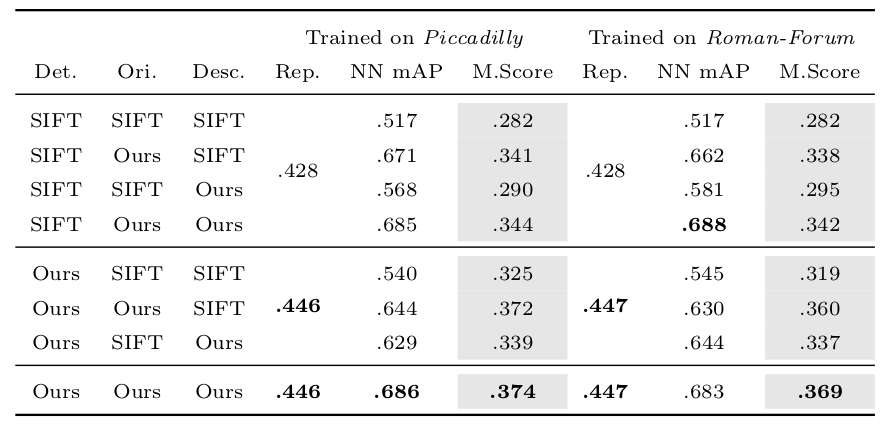 Trained on Piccadilly Trained on Roman-Forum
Det. Ori. Desc. Rep. NN mAP M.Score Rep. NN mAP M.Score
SIFT SIFT SIFT .517 .282 .517 .282
SIFT Ours SIFT .671 .341 .662 .338
.428 .428
SIFT SIFT Ours .568 .290 .581 .295
SIFT Ours Ours .685 .344 .688 .342
Ours SIFT SIFT .540 .325 .545 .319
Ours Ours SIFT .446 .644 .372 .447 .630 .360
Ours SIFT Ours .629 .339 .644 .337
Ours Ours Ours .446 .686 .374 .447 .683 .369